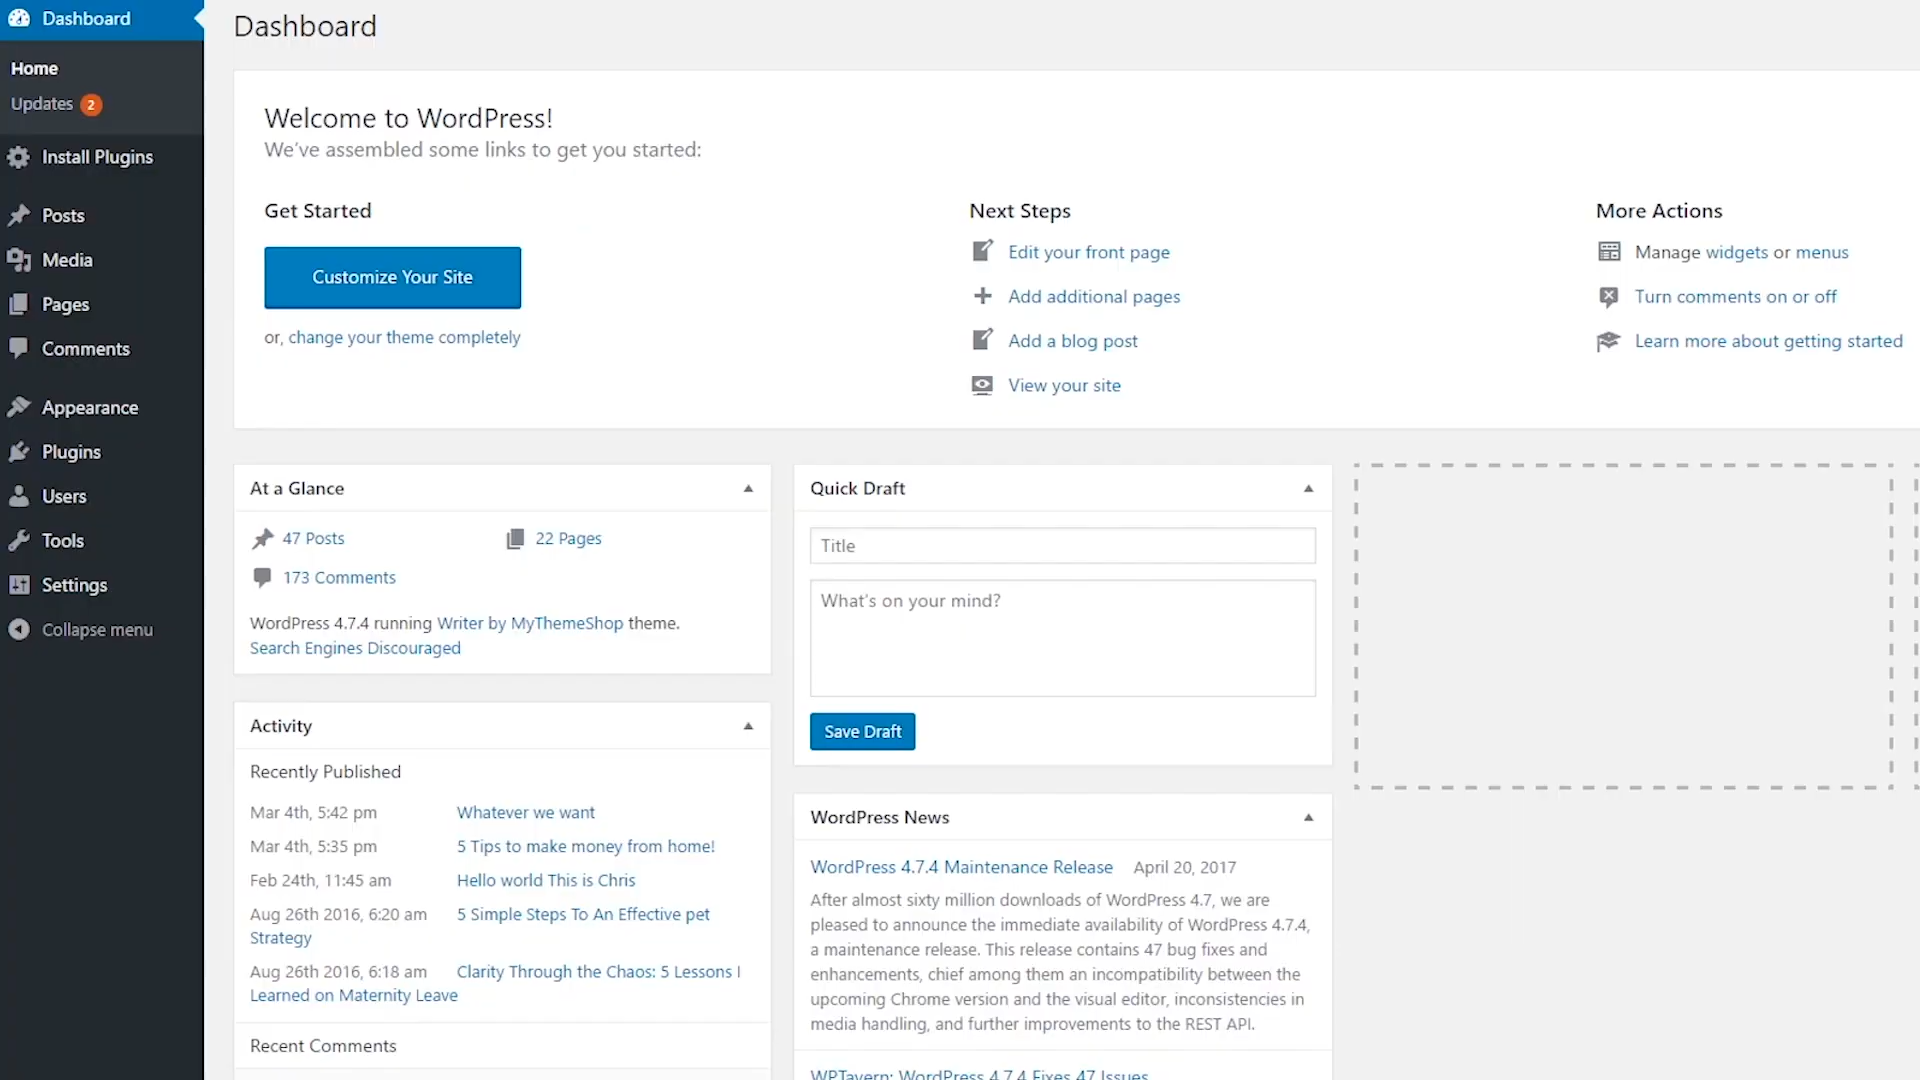 Dashboard
Home
Updates 2
Install Plugins
Posts
Media
Pages
Comments
Appearance
Plugins
Users
Tools
Settings
Collapse menu
Dashboard
Welcome to WordPress!
We've assembled some links to get you started:
Get Started
Customize Your Site
or, change your theme completely
Next Steps
Edit your front page
Add additional pages
Add a blog post
View your site
More Actions
Manage widgets or menus
Turn comments on or off
Learn more about getting started
At a Glance
47 Posts
22 Pages
173 Comments
WordPress 4.7.4 running Writer by MyThemeShop theme.
Search Engines Discouraged
Activity
Recently Published
Mar 4th, 5:42 pm Whatever we want
Mar 4th, 5:35 pm 5 Tips to make money from home!
Feb 24th, 11:45 am Hello world This is Chris
Aug 26th 2016, 6:20 am 5 Simple Steps To An Effective pet
Strategy
Aug 26th 2016, 6:18 am Clarity Through the Chaos: 5 Lessons I
Learned on Maternity Leave
Recent Comments
Quick Draft
Title
What's on your mind?
Save Draft
WordPress News
WordPress 4.7.4 Maintenance Release April 20, 2017
After almost sixty million downloads of WordPress 4.7, we are
pleased to announce the immediate availability of WordPress 4.7.4,
a maintenance release. This release contains 47 bug fixes and
enhancements, chief among them an incompatibility between the
upcoming Chrome version and the visual editor, inconsistencies in
media handling, and further improvements to the REST API.
WPTavern: WordPress 4.7.4 Fixes 47 Issues